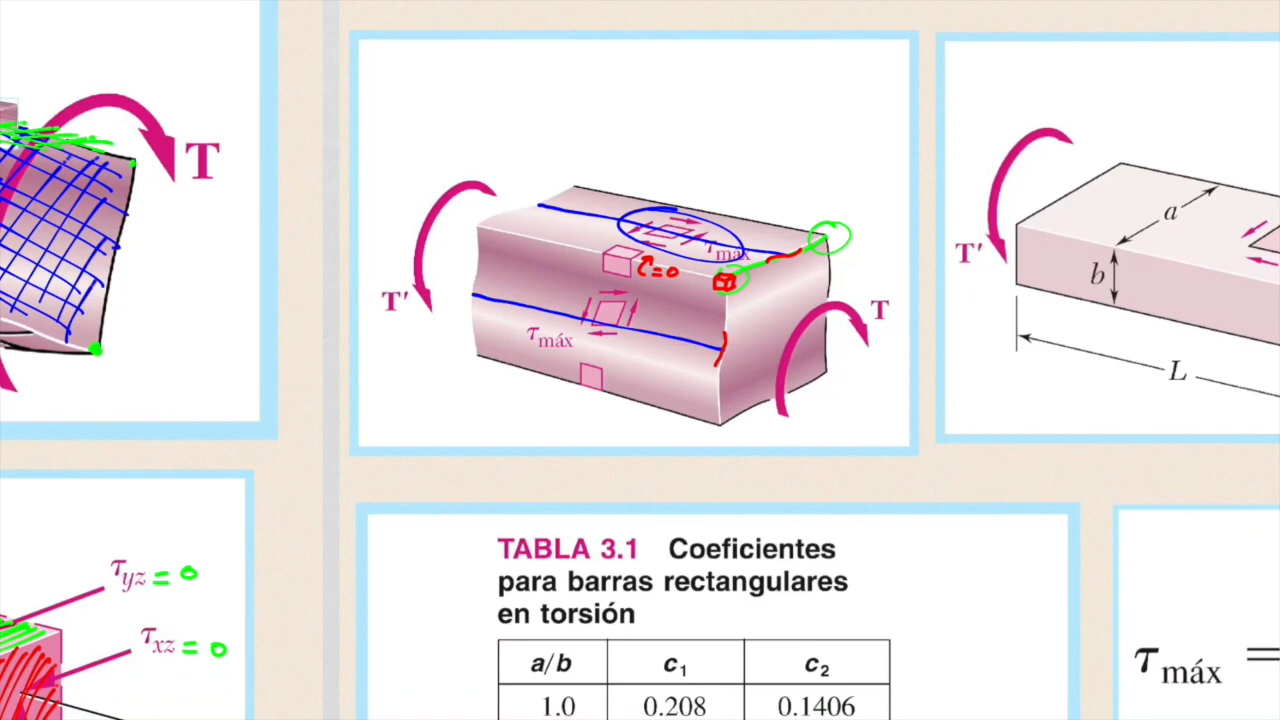 T
T'
τmáx
τ=0
τmáx
T
T'
a
b
L
τyz = 0
τxz = 0
TABLA 3.1 Coeficientes
para barras rectangulares
en torsión
a/b c1 c2
1.0 0.208 0.1406
τmáx =